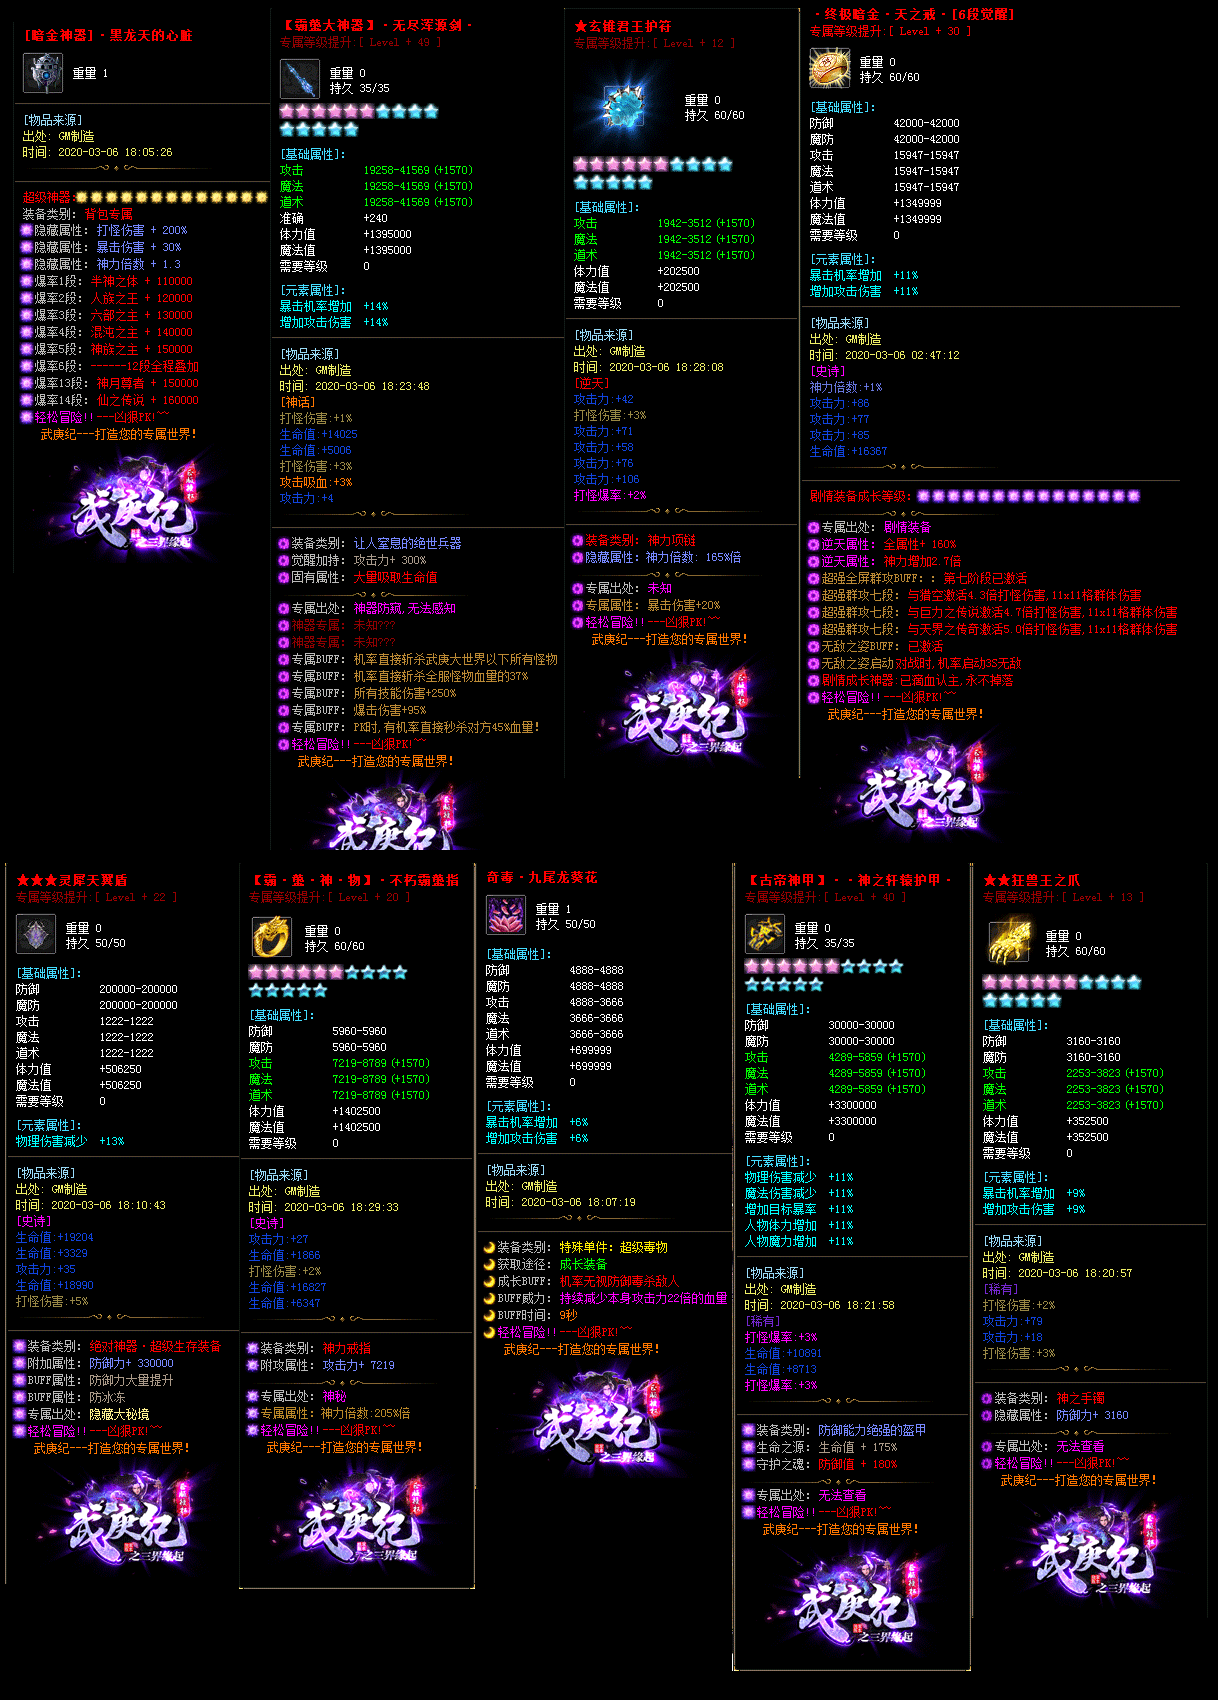 [暗金神器]·黑龙天的心脏
重量 1
[物品来源]
出处: GM制造
时间: 2020-03-06 18:05:26
超级神器:
装备类别: 背包专属
隐藏属性: 打怪伤害 + 200%
隐藏属性: 暴击伤害 + 30%
隐藏属性: 神力倍数 + 1.3
爆率1段: 半神之体 + 110000
爆率2段: 人族之王 + 120000
爆率3段: 六部之主 + 130000
爆率4段: 混沌之主 + 140000
爆率5段: 神族之主 + 150000
爆率6段: ------12段全程叠加
爆率13段: 神月尊者 + 150000
爆率14段: 仙之传说 + 160000
轻松冒险!!---凶狠PK!~~
武庚纪---打造您的专属世界!
武庚纪
之三界缘起
【霸蛰大神器】·无尽浑源剑·
专属等级提升:[ Level + 49 ]
重量 0
持久 35/35
[基础属性]:
攻击 19258-41569 (+1570)
魔法 19258-41569 (+1570)
道术 19258-41569 (+1570)
准确 +240
体力值 +1395000
魔法值 +1395000
需要等级 0
[元素属性]:
暴击机率增加 +14%
增加攻击伤害 +14%
[物品来源]
出处: GM制造
时间: 2020-03-06 18:23:48
[神话]
打怪伤害:+1%
生命值:+14025
生命值:+5006
打怪伤害:+3%
攻击吸血:+3%
攻击力:+4
装备类别: 让人窒息的绝世兵器
觉醒加持: 攻击力+ 300%
固有属性: 大量吸取生命值
专属出处: 神器防窥,无法感知
神器专属: 未知???
神器专属: 未知???
专属BUFF: 机率直接斩杀武庚大世界以下所有怪物
专属BUFF: 机率直接斩杀全服怪物血量的37%
专属BUFF: 所有技能伤害+250%
专属BUFF: 爆击伤害+95%
专属BUFF: PK时,有机率直接秒杀对方45%血量!
轻松冒险!!---凶狠PK!~~
武庚纪---打造您的专属世界!
武庚纪
★玄雄君王护符
专属等级提升:[ Level + 12 ]
重量 0
持久 60/60
[基础属性]:
攻击 1942-3512 (+1570)
魔法 1942-3512 (+1570)
道术 1942-3512 (+1570)
体力值 +202500
魔法值 +202500
需要等级 0
[物品来源]
出处: GM制造
时间: 2020-03-06 18:28:08
[逆天]
攻击力:+42
打怪伤害:+3%
攻击力:+71
攻击力:+58
攻击力:+76
攻击力:+106
打怪爆率:+2%
装备类别: 神力项链
隐藏属性: 神力倍数: 165%倍
专属出处: 未知
专属属性: 暴击伤害+20%
轻松冒险!!---凶狠PK!~~
武庚纪---打造您的专属世界!
武庚纪
之三界缘起
·终极暗金·天之戒·[6段觉醒]
专属等级提升:[ Level + 30 ]
重量 0
持久 60/60
[基础属性]:
防御 42000-42000
魔防 42000-42000
攻击 15947-15947
魔法 15947-15947
道术 15947-15947
体力值 +1349999
魔法值 +1349999
需要等级 0
[元素属性]:
暴击机率增加 +11%
增加攻击伤害 +11%
[物品来源]
出处: GM制造
时间: 2020-03-06 02:47:12
[史诗]
神力倍数:+1%
攻击力:+86
攻击力:+77
攻击力:+85
生命值:+16367
剧情装备成长等级:
专属出处: 剧情装备
逆天属性: 全属性+ 160%
逆天属性: 神力增加2.7倍
超强全屏群攻BUFF: : 第七阶段已激活
超强群攻七段: 与猎空激活4.3倍打怪伤害,11x11格群体伤害
超强群攻七段: 与巨力之传说激活4.7倍打怪伤害,11x11格群体伤害
超强群攻七段: 与天界之传奇激活5.0倍打怪伤害,11x11格群体伤害
无敌之姿BUFF: 已激活
无敌之姿启动 对战时,机率启动3S无敌
剧情成长神器:已滴血认主,永不掉落
轻松冒险!!---凶狠PK!~~
武庚纪---打造您的专属世界!
武庚纪
之三界缘起
★★★灵犀天翼盾
专属等级提升:[ Level + 22 ]
重量 0
持久 50/50
[基础属性]:
防御 200000-200000
魔防 200000-200000
攻击 1222-1222
魔法 1222-1222
道术 1222-1222
体力值 +506250
魔法值 +506250
需要等级 0
[元素属性]:
物理伤害减少 +13%
[物品来源]
出处: GM制造
时间: 2020-03-06 18:10:43
[史诗]
生命值:+19204
生命值:+3329
攻击力:+35
生命值:+18990
打怪伤害:+5%
装备类别: 绝对神器·超级生存装备
附加属性: 防御力+ 330000
BUFF属性: 防御力大量提升
BUFF属性: 防冰冻
专属出处: 隐藏大秘境
轻松冒险!!---凶狠PK!~~
武庚纪---打造您的专属世界!
武庚纪
之三界缘起
【霸·蛰·神·物】·不朽霸蛰指
专属等级提升:[ Level + 20 ]
重量 0
持久 60/60
[基础属性]:
防御 5960-5960
魔防 5960-5960
攻击 7219-8789 (+1570)
魔法 7219-8789 (+1570)
道术 7219-8789 (+1570)
体力值 +1402500
魔法值 +1402500
需要等级 0
[物品来源]
出处: GM制造
时间: 2020-03-06 18:29:33
[史诗]
攻击力:+27
生命值:+1866
打怪伤害:+2%
生命值:+16827
生命值:+8347
装备类别: 神力戒指
附攻属性: 攻击力+ 7219
专属出处: 神秘
专属属性: 神力倍数:205%倍
轻松冒险!!---凶狠PK!~~
武庚纪---打造您的专属世界!
武庚纪
之三界缘起
奇毒·九尾龙葵花
重量 1
持久 50/50
[基础属性]:
防御 4888-4888
魔防 4888-4888
攻击 4888-3666
魔法 3666-3666
道术 3666-3666
体力值 +699999
魔法值 +699999
需要等级 0
[元素属性]:
暴击机率增加 +6%
增加攻击伤害 +6%
[物品来源]
出处: GM制造
时间: 2020-03-06 18:07:19
装备类别: 特殊单件: 超级毒物
获取途径: 成长装备
成长BUFF: 机率无视防御毒杀敌人
BUFF威力: 持续减少本身攻击力22倍的血量
BUFF时间: 9秒
轻松冒险!!---凶狠PK!~~
武庚纪---打造您的专属世界!
武庚纪
之三界缘起
【古帝神甲】··神之轩辕护甲·
专属等级提升:[ Level + 40 ]
重量 0
持久 35/35
[基础属性]:
防御 30000-30000
魔防 30000-30000
攻击 4289-5859 (+1570)
魔法 4289-5859 (+1570)
道术 4289-5859 (+1570)
体力值 +3300000
魔法值 +3300000
需要等级 0
[元素属性]:
物理伤害减少 +11%
魔法伤害减少 +11%
增加目标暴率 +11%
人物体力增加 +11%
人物魔力增加 +11%
[物品来源]
出处: GM制造
时间: 2020-03-06 18:21:58
[稀有]
打怪爆率:+3%
生命值:+10891
生命值:+8713
打怪爆率:+3%
装备类别: 防御能力绝强的盔甲
生命之源: 生命值 + 175%
守护之魂: 防御值 + 180%
专属出处: 无法查看
轻松冒险!!---凶狠PK!~~
武庚纪---打造您的专属世界!
武庚纪
之三界缘起
★★狂兽王之爪
专属等级提升:[ Level + 13 ]
重量 0
持久 60/60
[基础属性]:
防御 3160-3160
魔防 3160-3160
攻击 2253-3823 (+1570)
魔法 2253-3823 (+1570)
道术 2253-3823 (+1570)
体力值 +352500
魔法值 +352500
需要等级 0
[元素属性]:
暴击机率增加 +9%
增加攻击伤害 +9%
[物品来源]
出处: GM制造
时间: 2020-03-06 18:20:57
[稀有]
打怪伤害:+2%
攻击力:+79
攻击力:+18
打怪伤害:+3%
装备类别: 神之手镯
隐藏属性: 防御力+ 3160
专属出处: 无法查看
轻松冒险!!---凶狠PK!~~
武庚纪---打造您的专属世界!
武庚纪
之三界缘起